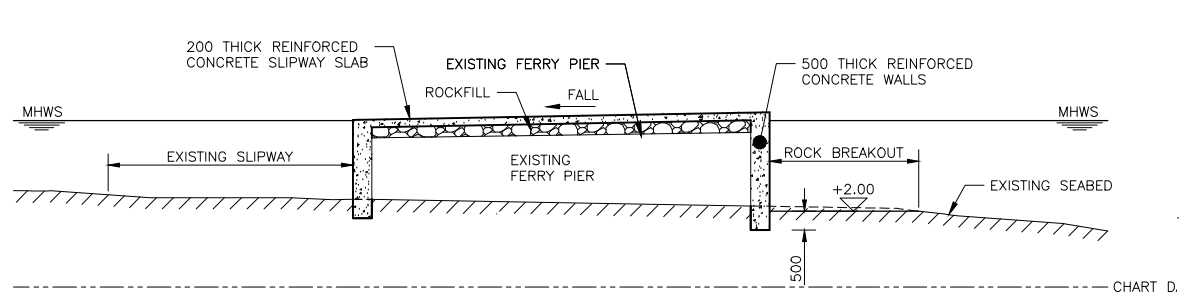 200 THICK REINFORCED
CONCRETE SLIPWAY SLAB
EXISTING FERRY PIER
500 THICK REINFORCED
CONCRETE WALLS
ROCKFILL
FALL
MHWS
MHWS
EXISTING SLIPWAY
EXISTING
FERRY PIER
ROCK BREAKOUT
+2.00
EXISTING SEABED
500
CHART